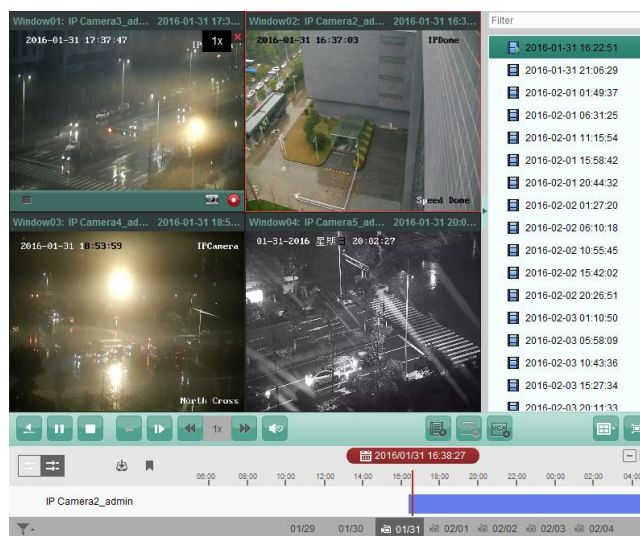 Window01: IP Camera3_ad... 2016-01-31 17:3...
2016-01-31 17:37:47
1x
Window02: IP Camera2_ad... 2016-01-31 16:3...
2016-01-31 16:37:03 IPDome
Speed Dome
Window03: IP Camera4_ad... 2016-01-31 18:5...
2016-01-31 18:53:59 IPCamera
North Cross
Window04: IP Camera5_ad... 2016-01-31 20:0...
01-31-2016 星期日 20:02:27
Filter
2016-01-31 16:22:51
2016-01-31 21:06:29
2016-02-01 01:49:37
2016-02-01 06:31:25
2016-02-01 11:15:54
2016-02-01 15:58:42
2016-02-01 20:44:32
2016-02-02 01:27:20
2016-02-02 06:10:18
2016-02-02 10:55:45
2016-02-02 15:42:02
2016-02-02 20:26:51
2016-02-03 01:10:50
2016-02-03 05:58:09
2016-02-03 10:43:36
2016-02-03 15:27:34
2016-02-03 20:11:33
1x
VCA
2016/01/31 16:38:27
06:00 08:00 10:00 12:00 14:00 16:00 18:00 20:00 22:00 00:00 02:00 04:00
IP Camera2_admin
01/29 01/30 01/31 02/01 02/02 02/03 02/04